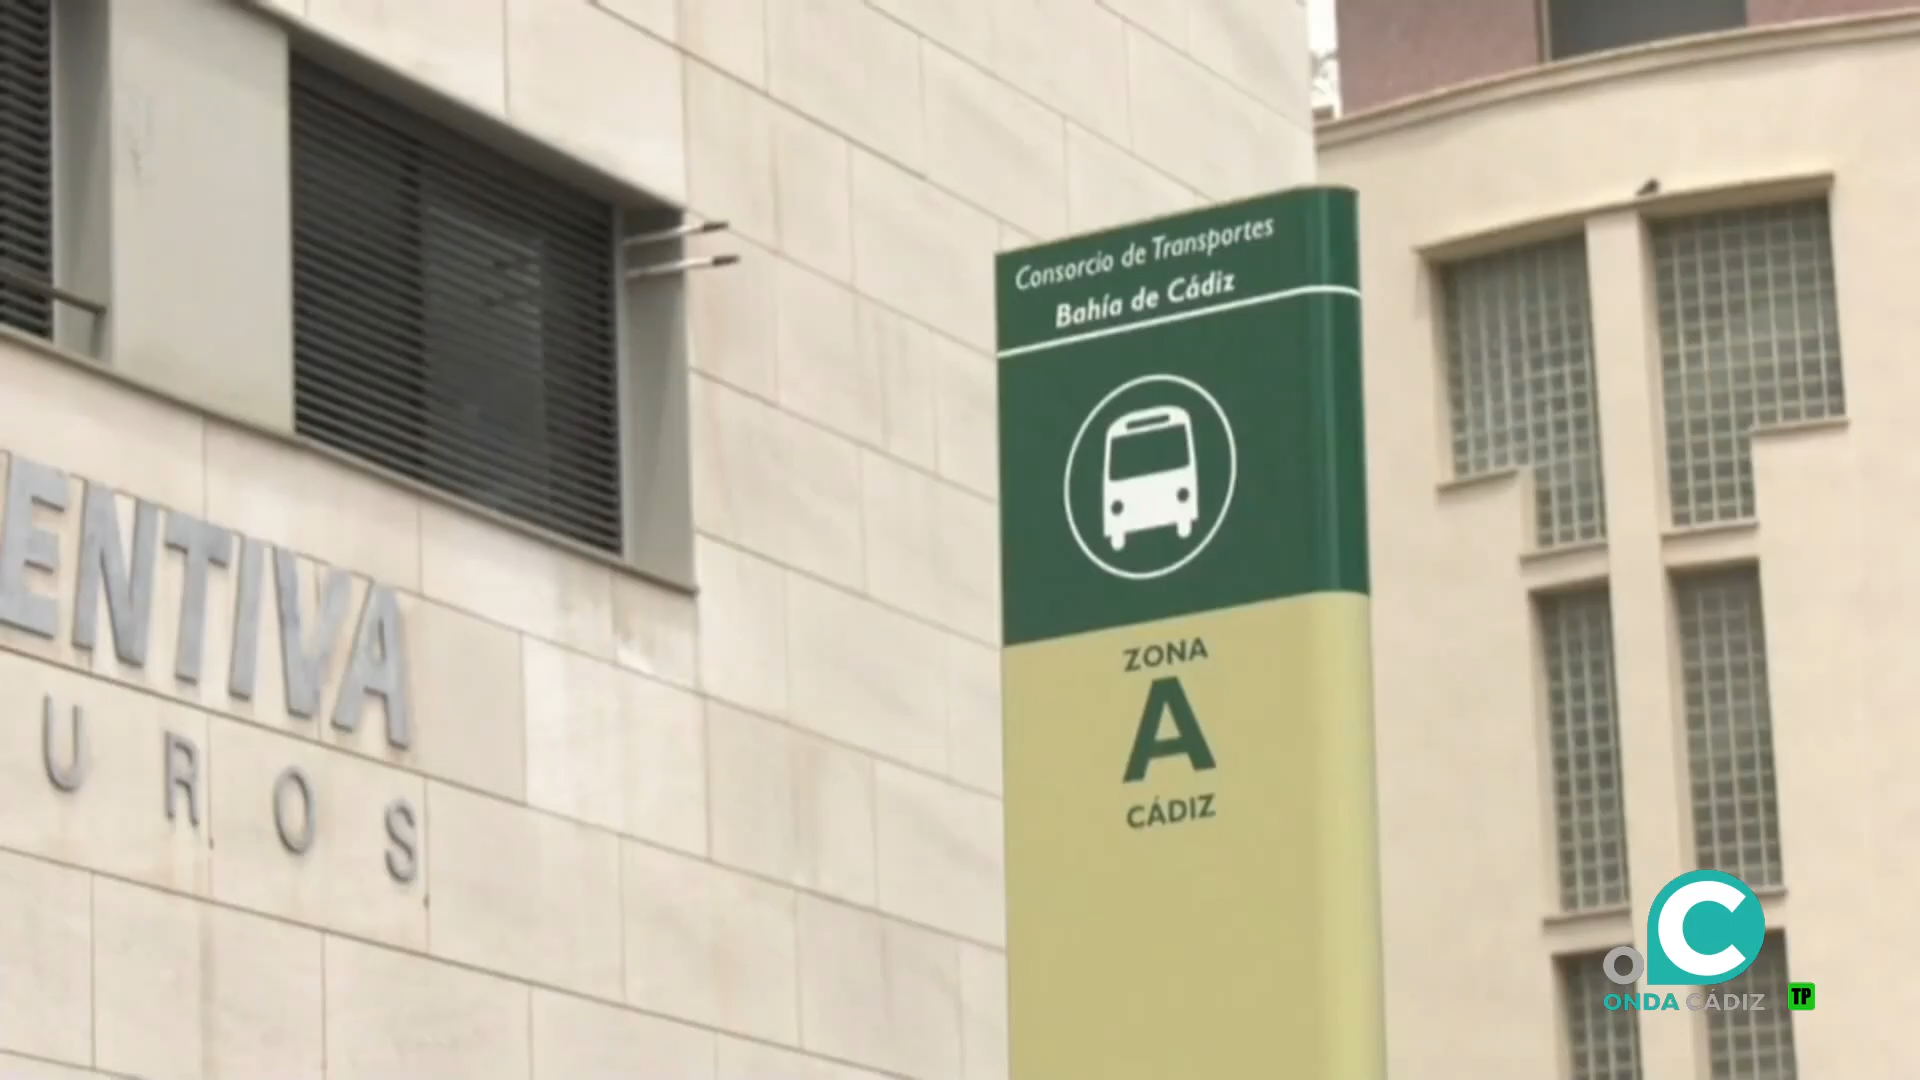 ENTIVA
UROS
Consorcio de Transportes
Bahía de Cádiz
ZONA
A
CÁDIZ
ONDA CÁDIZ
TP